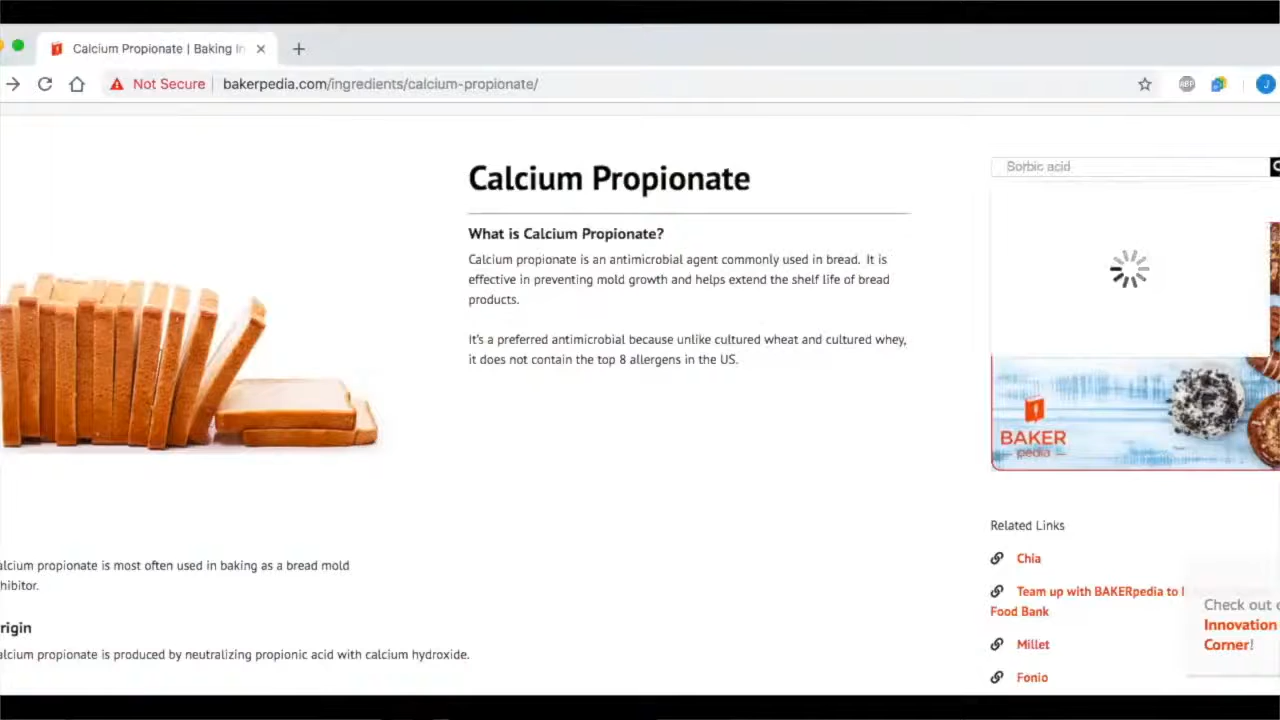 Calcium Propionate | Baking In
Not Secure
bakerpedia.com/ingredients/calcium-propionate/
ABP
J
Calcium Propionate
What is Calcium Propionate?
Calcium propionate is an antimicrobial agent commonly used in bread. It is
effective in preventing mold growth and helps extend the shelf life of bread
products.
It's a preferred antimicrobial because unlike cultured wheat and cultured whey,
it does not contain the top 8 allergens in the US.
alcium propionate is most often used in baking as a bread mold
hibitor.
rigin
alcium propionate is produced by neutralizing propionic acid with calcium hydroxide.
Sorbic acid
BAKER
pedia
Related Links
Chia
Team up with BAKERpedia to
Food Bank
Millet
Fonio
Check out
Innovation
Corner!